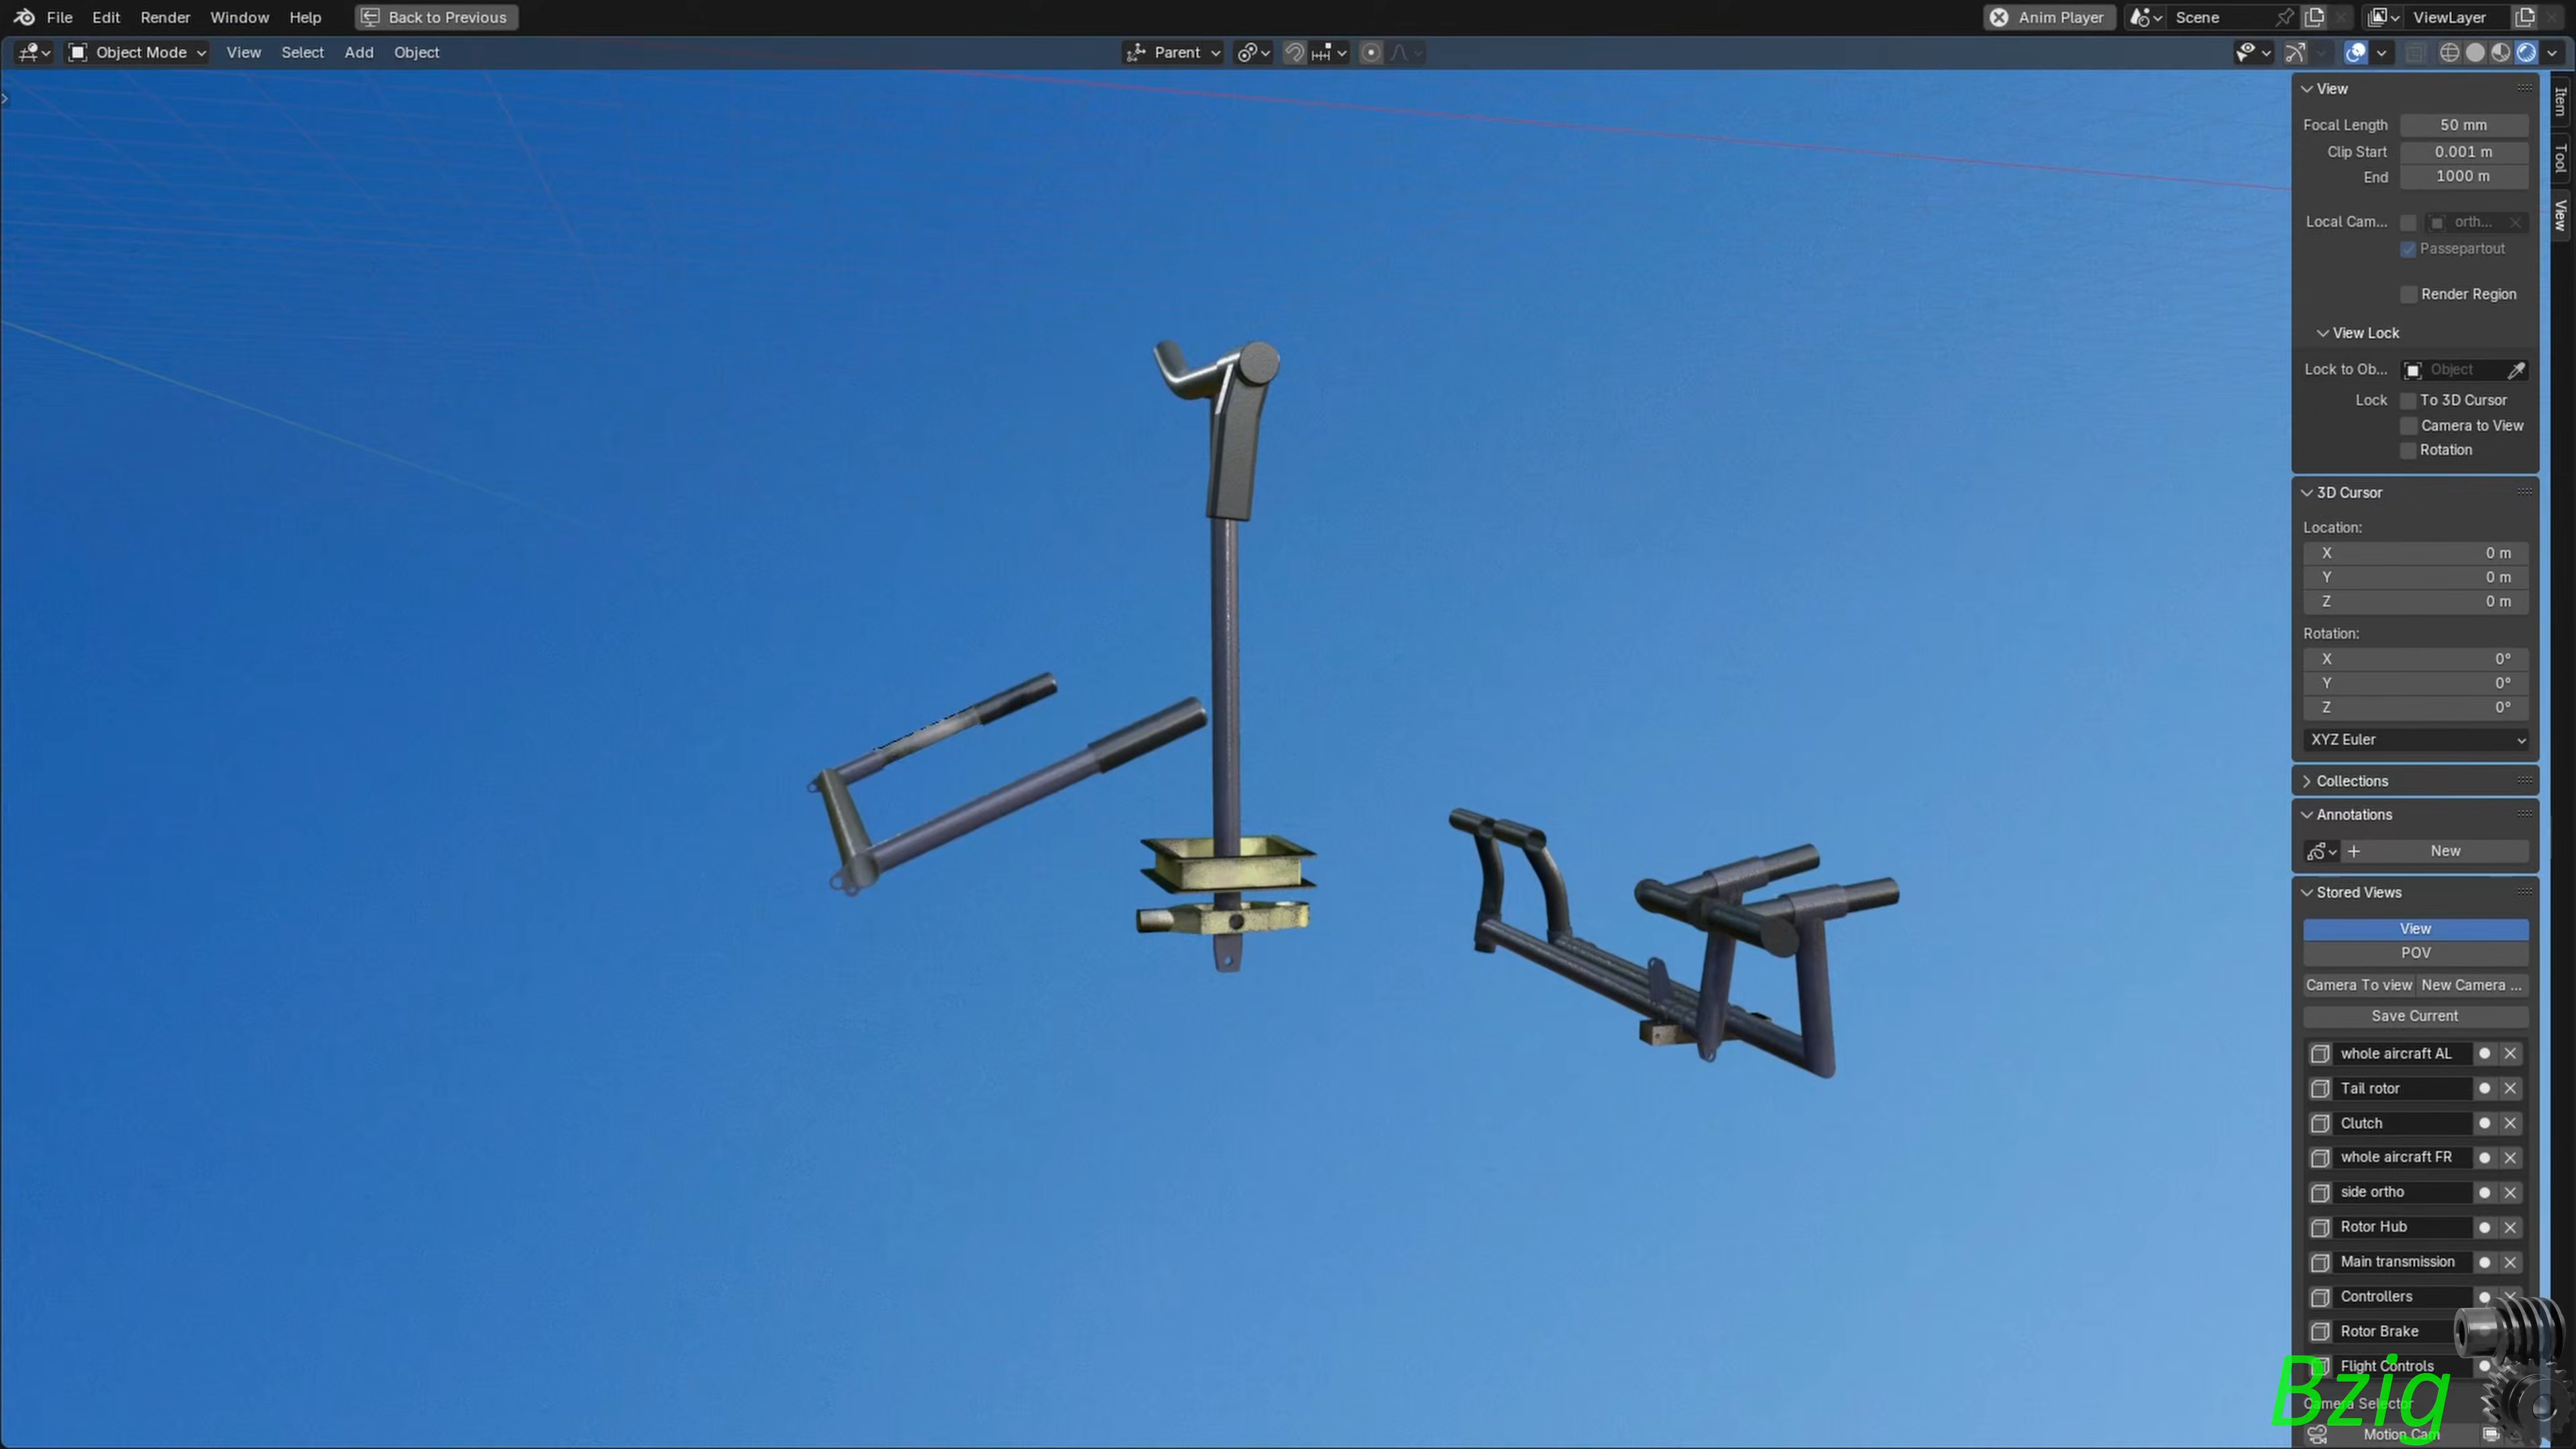 File Edit Render Window Help Back to Previous Anim Player Scene ViewLayer
Object Mode View Select Add Object Parent
View
Focal Length 50 mm
Clip Start 0.001 m
End 1000 m
Local Cam... orth...
Passepartout
Render Region
View Lock
Lock to Ob... Object
Lock To 3D Cursor
Camera to View
Rotation
3D Cursor
Location:
X 0 m
Y 0 m
Z 0 m
Rotation:
X 0°
Y 0°
Z 0°
XYZ Euler
Collections
Annotations
New
Stored Views
View
POV
Camera To view New Camera ...
Save Current
whole aircraft AL
Tail rotor
Clutch
whole aircraft FR
side ortho
Rotor Hub
Main transmission
Controllers
Rotor Brake
Flight Controls
Camera Selector
Motion Cam
Item
Tool
View
Bzig